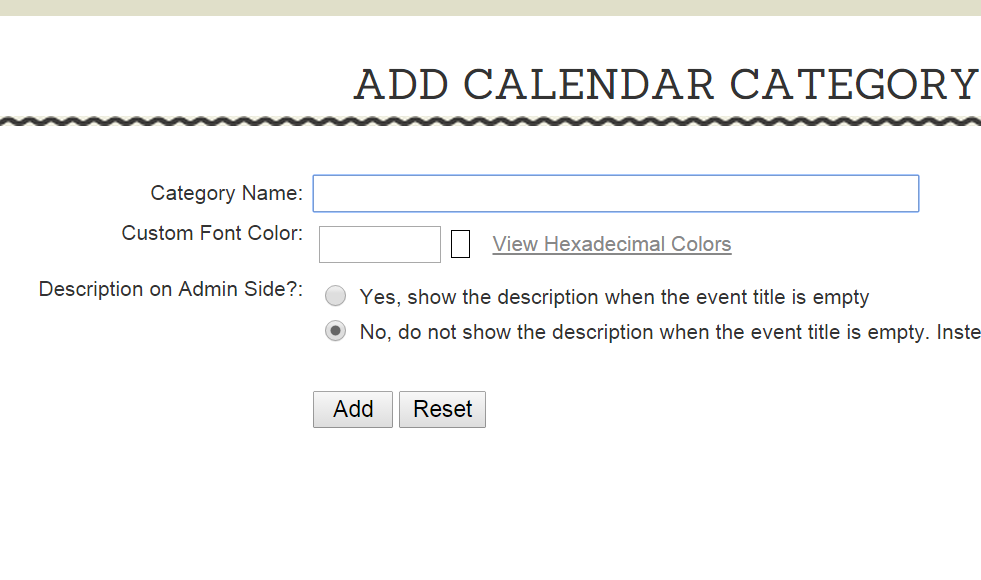 ADD CALENDAR CATEGORY
Category Name:
Custom Font Color: View Hexadecimal Colors
Description on Admin Side?: Yes, show the description when the event title is empty
No, do not show the description when the event title is empty. Inste
Add Reset